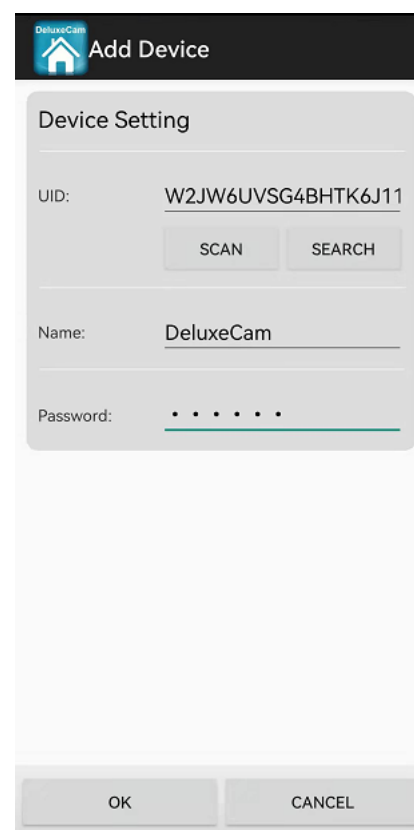 DeluxeCam
Add Device
Device Setting
UID: W2JW6UVSG4BHTK6J11
SCAN SEARCH
Name: DeluxeCam
Password: ••••••
OK CANCEL